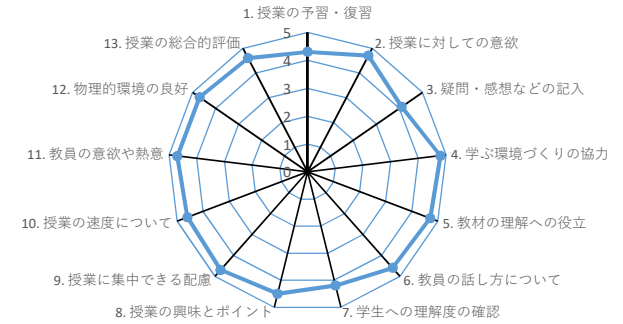 1. 授業の予習・復習
2. 授業に対しての意欲
3. 疑問・感想などの記入
4. 学ぶ環境づくりの協力
5. 教材の理解への役立
6. 教員の話し方について
7. 学生への理解度の確認
8. 授業の興味とポイント
9. 授業に集中できる配慮
10. 授業の速度について
11. 教員の意欲や熱意
12. 物理的環境の良好
13. 授業の総合的評価
5
4
3
2
1
0